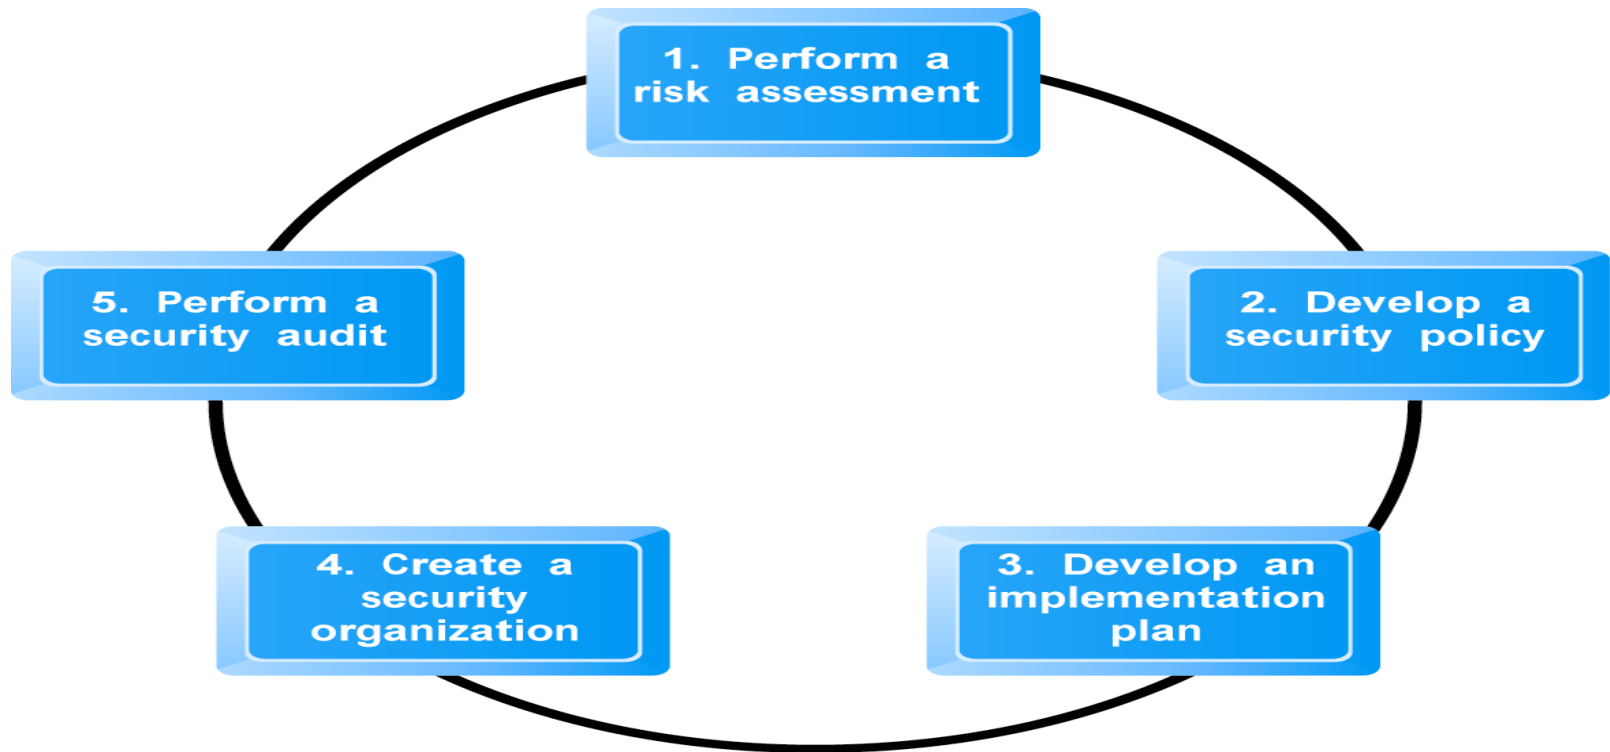 1. Perform a
risk assessment
2. Develop a
security policy
3. Develop an
implementation
plan
4. Create a
security
organization
5. Perform a
security audit